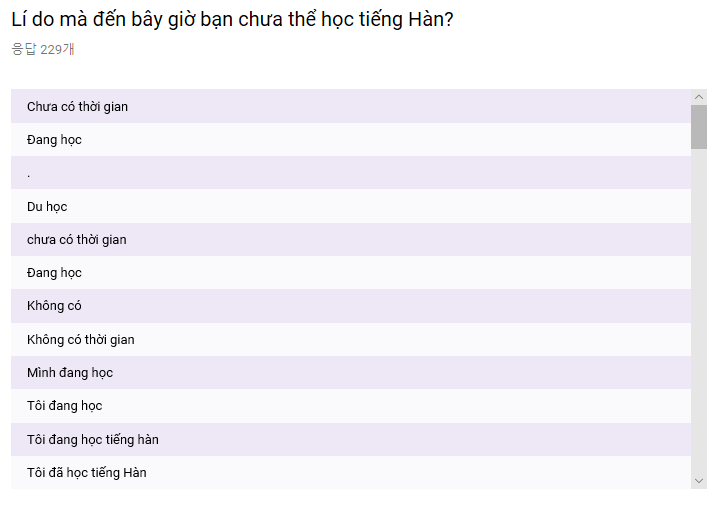 Lí do mà đến bây giờ bạn chưa thể học tiếng Hàn?
응답 229개
Chưa có thời gian
Đang học
.
Du học
chưa có thời gian
Đang học
Không có
Không có thời gian
Mình đang học
Tôi đang học
Tôi đang học tiếng hàn
Tôi đã học tiếng Hàn